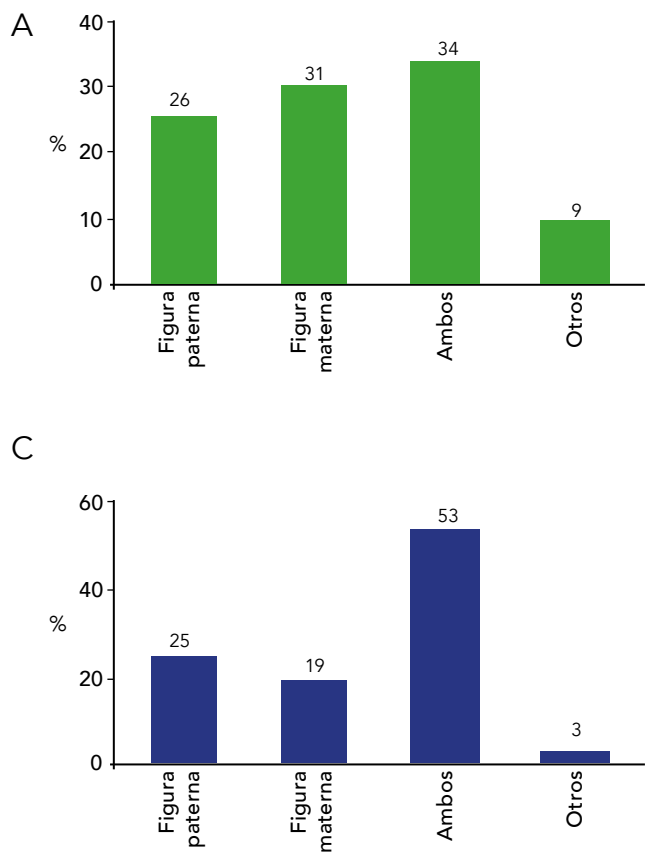 A
40
30
20
10
0
%
26
31
34
9
Figura
paterna
Figura
materna
Ambos
Otros
C
60
40
20
0
%
25
19
53
3
Figura
paterna
Figura
materna
Ambos
Otros